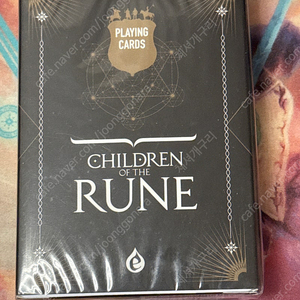 PLAYING
CARDS
CHILDREN
OF THE
RUNE
e